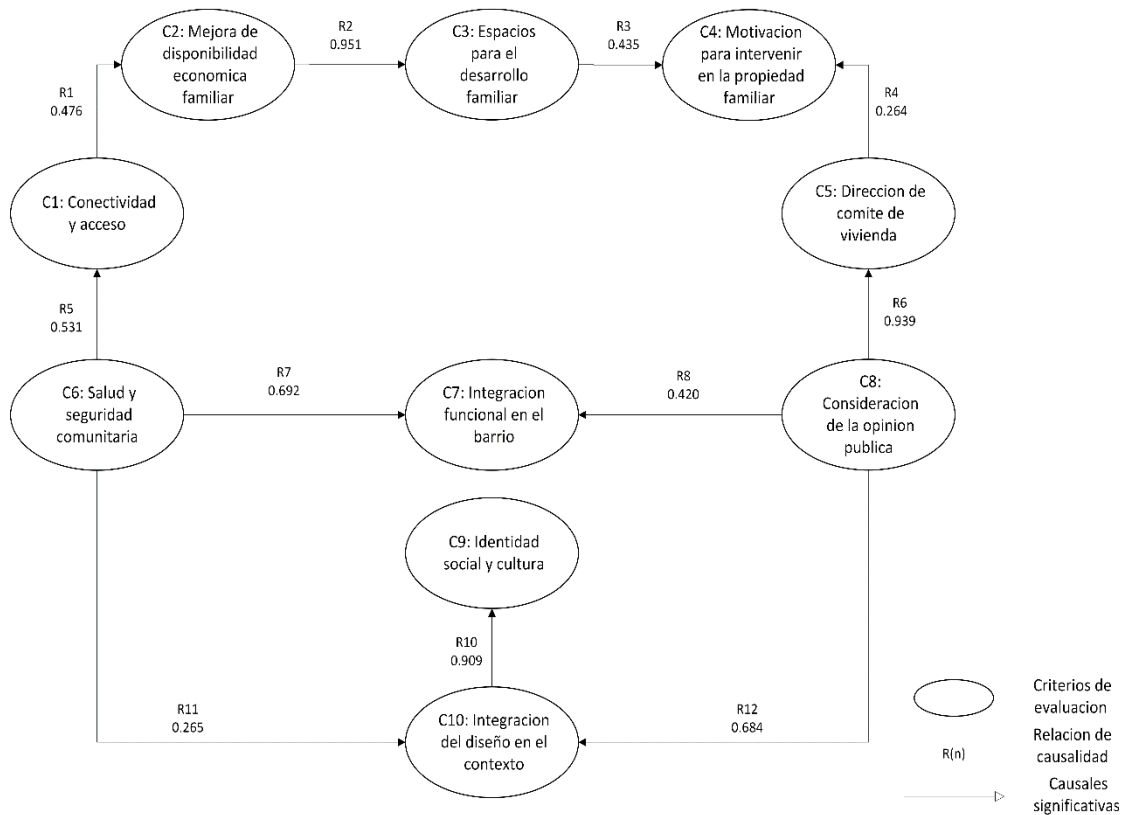 C2: Mejora de
disponibilidad
economica
familiar
R2
0.951
C3: Espacios
para el
desarrollo
familiar
R3
0.435
C4: Motivacion
para intervenir
en la propiedad
familiar
R1
0.476
R4
0.264
C1: Conectividad
y acceso
C5: Direccion de
comite de
vivienda
R5
0.531
R6
0.939
C6: Salud y
seguridad
comunitaria
R7
0.692
C7: Integracion
funcional en el
barrio
R8
0.420
C8:
Consideracion
de la opinion
publica
C9: Identidad
social y cultura
R10
0.909
R11
0.265
C10: Integracion
del diseño en el
contexto
R12
0.684
Criterios de
evaluacion
R(n)
Relacion de
causalidad
Causales
significativas